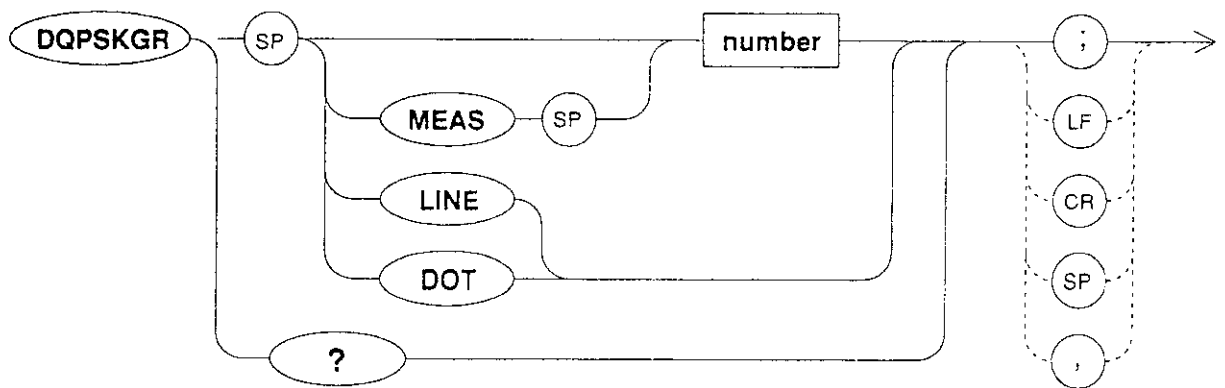 DQPSKGR SP number ;
MEAS SP LF
LINE CR
DOT SP
? ,